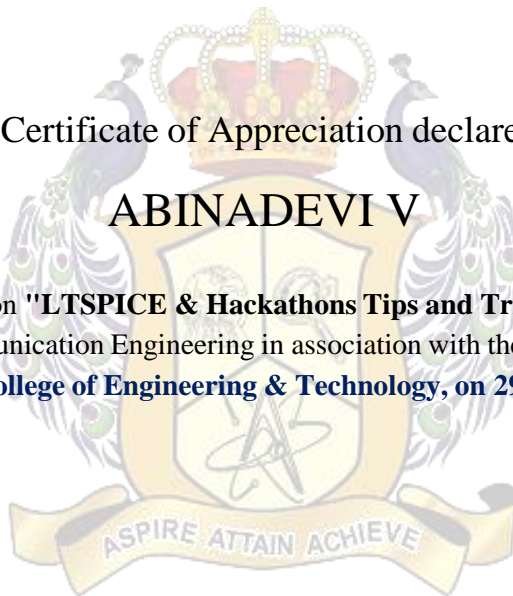 Certificate of Appreciation declare
ABINADEVI V
on "LTSPICE & Hackathons Tips and Tr
unication Engineering in association with the
ollege of Engineering & Technology, on 29
ASPIRE ATTAIN ACHIEVE